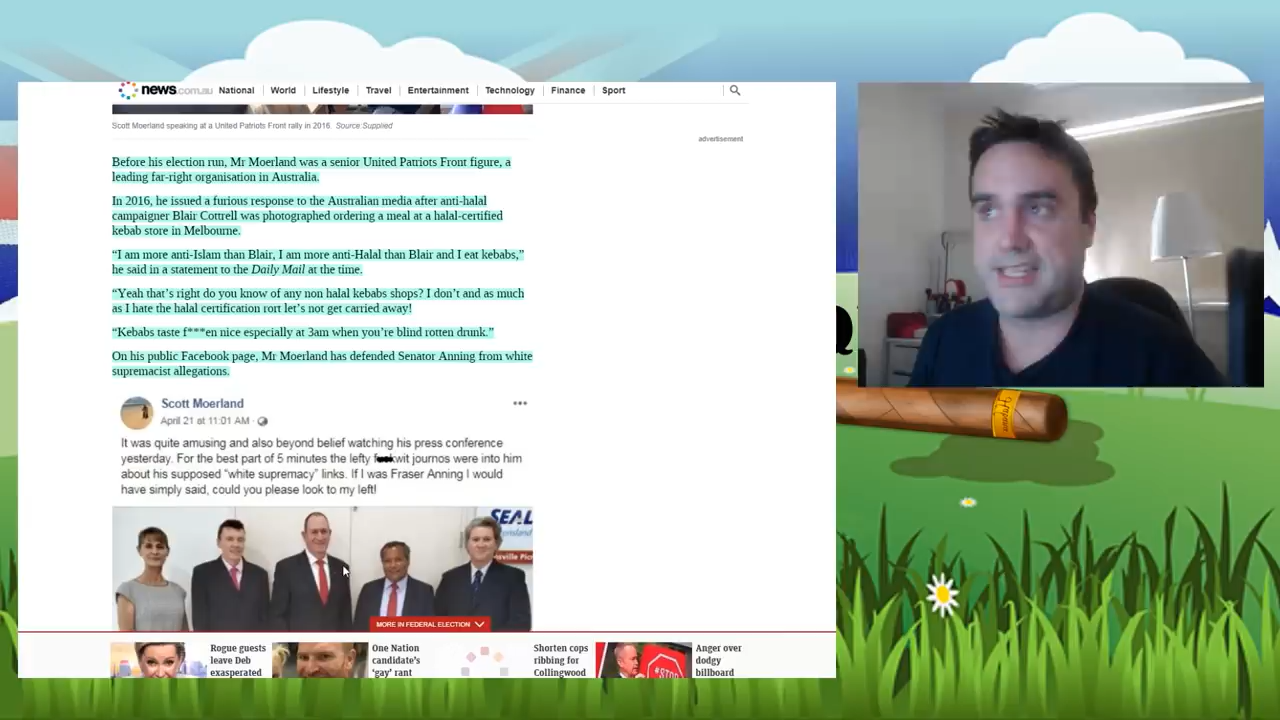 news.com.au National World Lifestyle Travel Entertainment Technology Finance Sport
Scott Moerland speaking at a United Patriots Front rally in 2016. Source:Supplied
advertisement
Before his election run, Mr Moerland was a senior United Patriots Front figure, a
leading far-right organisation in Australia.
In 2016, he issued a furious response to the Australian media after anti-halal
campaigner Blair Cottrell was photographed ordering a meal at a halal-certified
kebab store in Melbourne.
“I am more anti-Islam than Blair, I am more anti-Halal than Blair and I eat kebabs,”
he said in a statement to the Daily Mail at the time.
“Yeah that’s right do you know of any non halal kebabs shops? I don’t and as much
as I hate the halal certification rort let’s not get carried away!
“Kebabs taste f***en nice especially at 3am when you’re blind rotten drunk.”
On his public Facebook page, Mr Moerland has defended Senator Anning from white
supremacist allegations.
Scott Moerland
April 21 at 11:01 AM
It was quite amusing and also beyond belief watching his press conference
yesterday. For the best part of 5 minutes the lefty f wit journos were into him
about his supposed “white supremacy” links. If I was Fraser Anning I would
have simply said, could you please look to my left!
SEAL
MORE IN FEDERAL ELECTION
Rogue guests
leave Deb
exasperated
One Nation
candidate’s
‘gay’ rant
Shorten cops
ribbing for
Collingwood
#STO
Anger over
dodgy
billboard